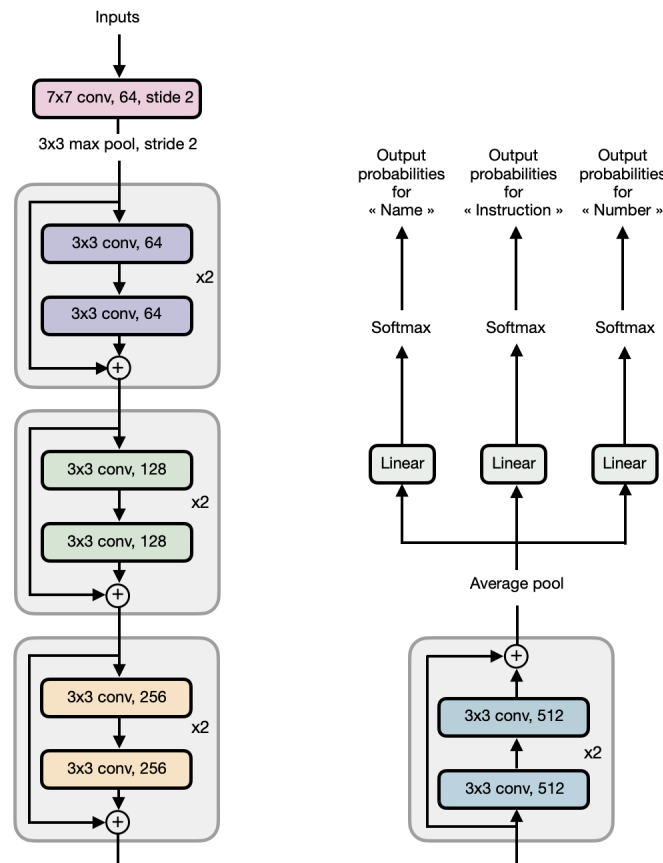 Inputs
7x7 conv, 64, stide 2
3x3 max pool, stride 2
3x3 conv, 64
x2
3x3 conv, 64
+
3x3 conv, 128
x2
3x3 conv, 128
+
3x3 conv, 256
x2
3x3 conv, 256
+
Output
probabilities
for
« Name »
Output
probabilities
for
« Instruction »
Output
probabilities
for
« Number »
Softmax
Softmax
Softmax
Linear
Linear
Linear
Average pool
+
3x3 conv, 512
x2
3x3 conv, 512